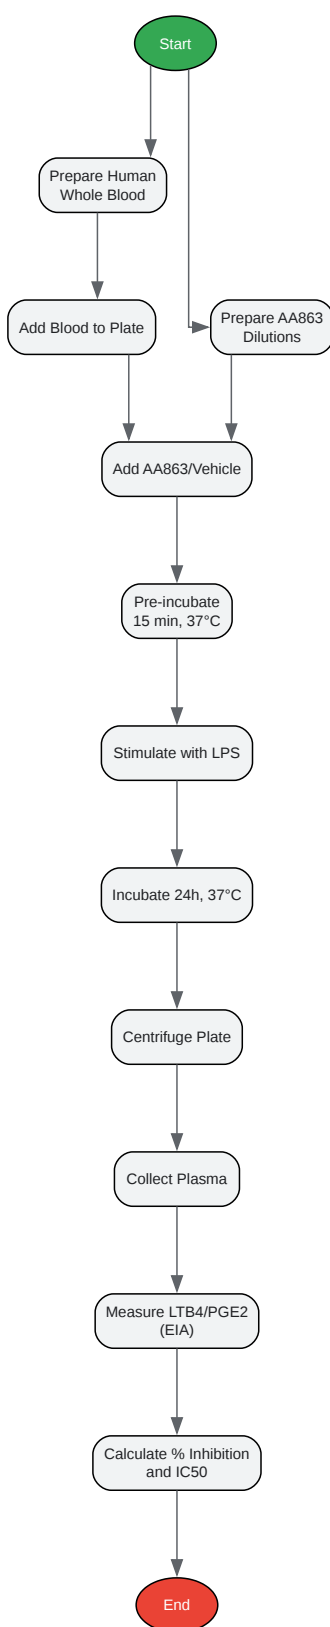 Start
Prepare Human
Whole Blood
Add Blood to Plate
Prepare AA863
Dilutions
Add AA863/Vehicle
Pre-incubate
15 min, 37°C
Stimulate with LPS
Incubate 24h, 37°C
Centrifuge Plate
Collect Plasma
Measure LTB4/PGE2
(EIA)
Calculate % Inhibition
and IC50
End